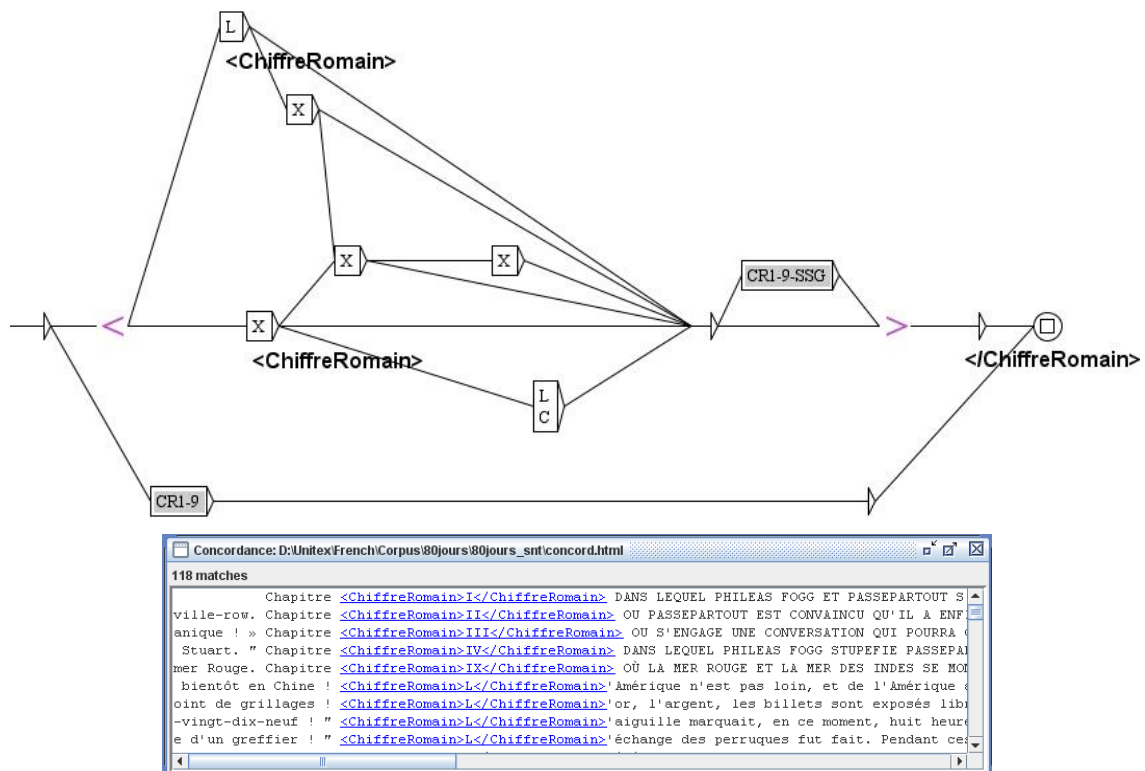 L
<ChiffreRomain>
X
X
X
CR1-9-SSG
<
X
>
<ChiffreRomain>
</ChiffreRomain>
L
C
CR1-9
Concordance: D:\Unitex\French\Corpus\80jours\80jours_snt\concord.html
118 matches
Chapitre <ChiffreRomain>I</ChiffreRomain> DANS LEQUEL PHILEAS FOGG ET PASSEPARTOUT S
ville-row. Chapitre <ChiffreRomain>II</ChiffreRomain> OU PASSEPARTOUT EST CONVAINCU QU'IL A ENF
anique ! » Chapitre <ChiffreRomain>III</ChiffreRomain> OU S'ENGAGE UNE CONVERSATION QUI POURRA
Stuart. " Chapitre <ChiffreRomain>IV</ChiffreRomain> DANS LEQUEL PHILEAS FOGG STUPEFIE PASSEPA
mer Rouge. Chapitre <ChiffreRomain>IX</ChiffreRomain> OÙ LA MER ROUGE ET LA MER DES INDES SE MO
bientôt en Chine ! <ChiffreRomain>L</ChiffreRomain>'Amérique n'est pas loin, et de l'Amérique
oint de grillages ! <ChiffreRomain>L</ChiffreRomain>'or, l'argent, les billets sont exposés lib
-vingt-dix-neuf ! " <ChiffreRomain>L</ChiffreRomain>'aiguille marquait, en ce moment, huit heur
e d'un greffier ! " <ChiffreRomain>L</ChiffreRomain>'échange des perruques fut fait. Pendant ce